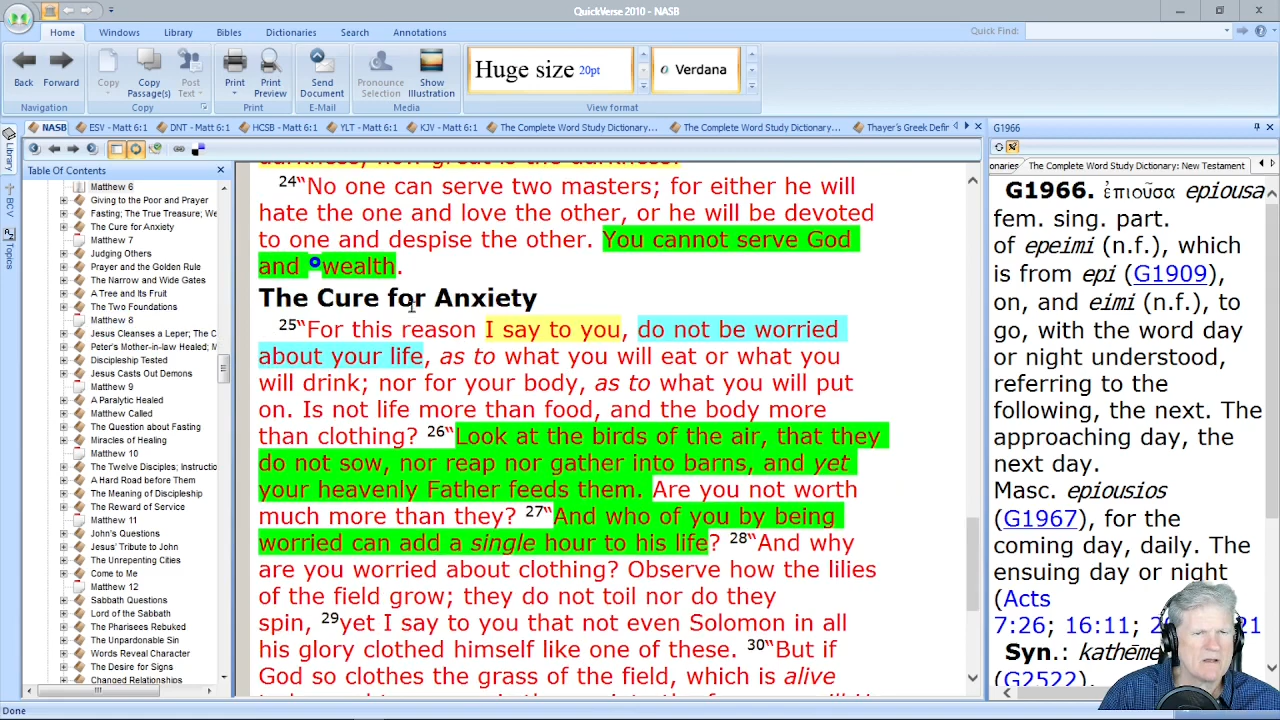 QuickVerse 2010 - NASB
Home Windows Library Bibles Dictionaries Search Annotations
Quick Find:
Back Forward Copy Copy Passage(s) Post Text Print Print Preview Send Document Pronounce Selection Show Illustration
Huge size 20pt
Verdana
Navigation Copy Print E-Mail Media View format
NASB ESV - Matt 6:1 DNT - Matt 6:1 HCSB - Matt 6:1 YLT - Matt 6:1 KJV - Matt 6:1 The Complete Word Study Dictionary... The Complete Word Study Dictionary... Thayer's Greek Defir
Library
BCV
Topics
Table Of Contents
Matthew 6
Giving to the Poor and Prayer
Fasting; The True Treasure; We
The Cure for Anxiety
Matthew 7
Judging Others
Prayer and the Golden Rule
The Narrow and Wide Gates
A Tree and Its Fruit
The Two Foundations
Matthew 8
Jesus Cleanses a Leper; The C
Peter's Mother-in-law Healed; M
Discipleship Tested
Jesus Casts Out Demons
Matthew 9
A Paralytic Healed
Matthew Called
The Question about Fasting
Miracles of Healing
Matthew 10
The Twelve Disciples; Instructio
A Hard Road before Them
The Meaning of Discipleship
The Reward of Service
Matthew 11
John's Questions
Jesus' Tribute to John
The Unrepenting Cities
Come to Me
Matthew 12
Sabbath Questions
Lord of the Sabbath
The Pharisees Rebuked
The Unpardonable Sin
Words Reveal Character
The Desire for Signs
Changed Relationships
darkness, how great is the darkness!
24“No one can serve two masters; for either he will
hate the one and love the other, or he will be devoted
to one and despise the other. You cannot serve God
and wealth.
The Cure for Anxiety
25“For this reason I say to you, do not be worried
about your life, as to what you will eat or what you
will drink; nor for your body, as to what you will put
on. Is not life more than food, and the body more
than clothing? 26“Look at the birds of the air, that they
do not sow, nor reap nor gather into barns, and yet
your heavenly Father feeds them. Are you not worth
much more than they? 27“And who of you by being
worried can add a single hour to his life? 28“And why
are you worried about clothing? Observe how the lilies
of the field grow; they do not toil nor do they
spin, 29yet I say to you that not even Solomon in all
his glory clothed himself like one of these. 30“But if
God so clothes the grass of the field, which is alive
G1966
onaries The Complete Word Study Dictionary: New Testament
G1966. ἐπιοῦσα epiousa
fem. sing. part.
of epeimi (n.f.), which
is from epi (G1909),
on, and eimi (n.f.), to
go, with the word day
or night understood,
referring to the
following, the next. The
approaching day, the
next day.
Masc. epiousios
(G1967), for the
coming day, daily. The
ensuing day or night
(Acts
7:26; 16:11; 21
Syn.: kathēme
(G2522)
Done